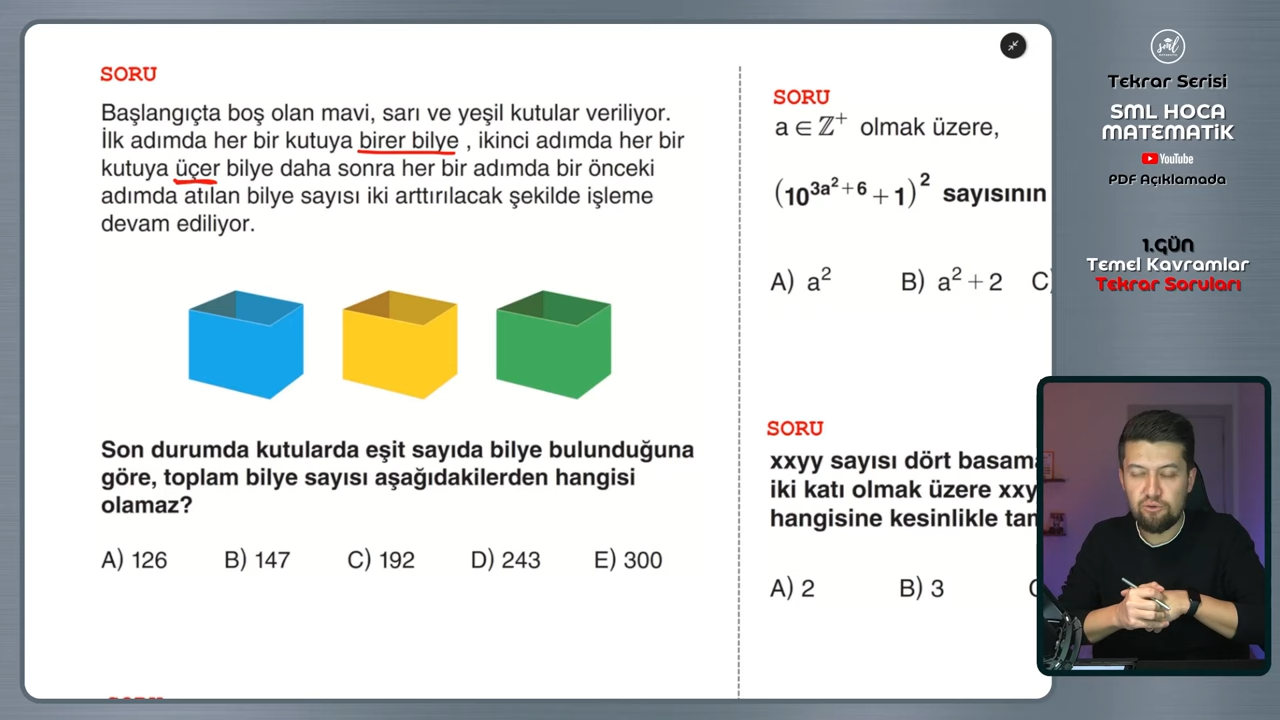 SORU
Başlangıçta boş olan mavi, sarı ve yeşil kutular veriliyor.
İlk adımda her bir kutuya birer bilye , ikinci adımda her bir
kutuya üçer bilye daha sonra her bir adımda bir önceki
adımda atılan bilye sayısı iki arttırılacak şekilde işleme
devam ediliyor.
Son durumda kutularda eşit sayıda bilye bulunduğuna
göre, toplam bilye sayısı aşağıdakilerden hangisi
olamaz?
A) 126 B) 147 C) 192 D) 243 E) 300
SORU
a ∈ ℤ⁺ olmak üzere,
(10^{3a²+6} + 1)² sayısının
A) a² B) a² + 2 C)
SORU
xxyy sayısı dört
iki katı olmak üzere
hangisine kesinlikle
A) 2 B) 3
sml
Tekrar Serisi
SML HOCA
MATEMATİK
YouTube
PDF Açıklamada
1.GÜN
Temel Kavramlar
Tekrar Soruları